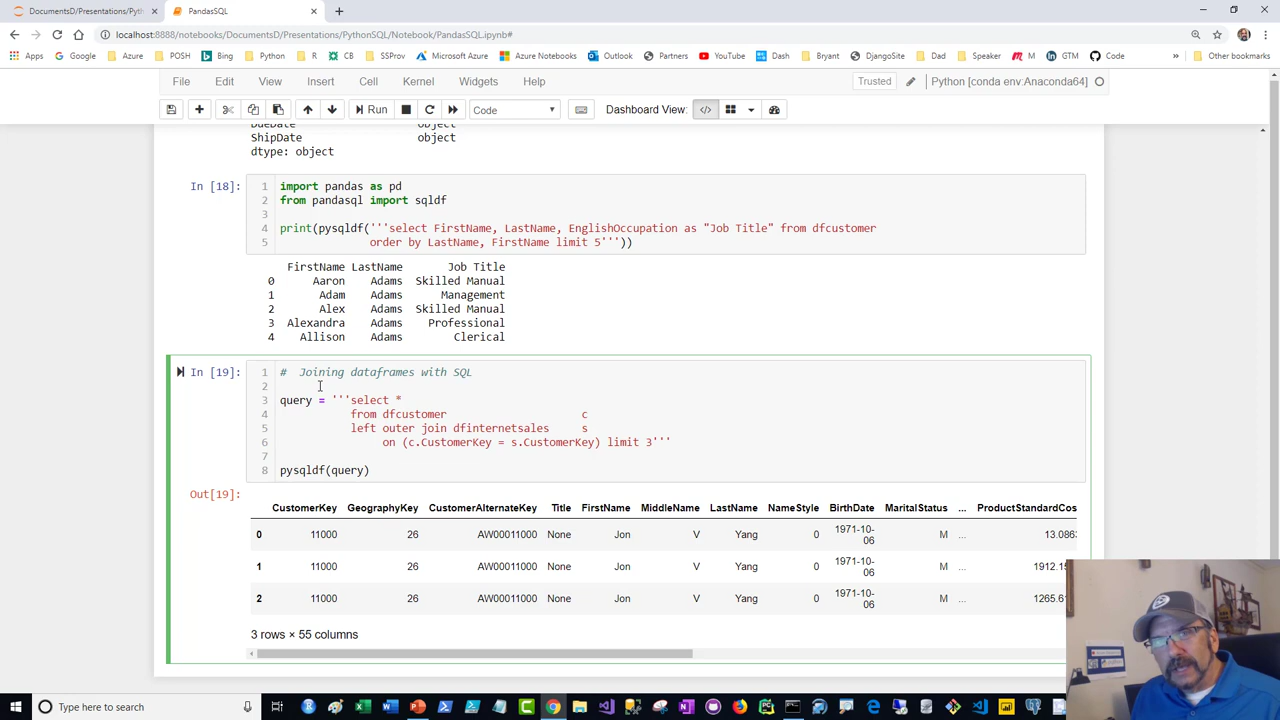 DocumentsD/Presentations/Pyth
PandasSQL
localhost:8888/notebooks/DocumentsD/Presentations/PythonSQL/Notebook/PandasSQL.ipynb#
Apps Google Azure POSH Bing Python R CB SSProv Microsoft Azure Azure Notebooks Outlook Partners YouTube Dash Bryant DjangoSite Dad Speaker M GTM Code » Other bookmarks
File Edit View Insert Cell Kernel Widgets Help Trusted Python [conda env:Anaconda64]
Run Code Dashboard View:
DueDate object
ShipDate object
dtype: object
In [18]:
1 import pandas as pd
2 from pandasql import sqldf
3
4 print(pysqldf('''select FirstName, LastName, EnglishOccupation as "Job Title" from dfcustomer
5 order by LastName, FirstName limit 5'''))
FirstName LastName Job Title
0 Aaron Adams Skilled Manual
1 Adam Adams Management
2 Alex Adams Skilled Manual
3 Alexandra Adams Professional
4 Allison Adams Clerical
In [19]:
1 # Joining dataframes with SQL
2
3 query = '''select *
4 from dfcustomer c
5 left outer join dfinternetsales s
6 on (c.CustomerKey = s.CustomerKey) limit 3'''
7
8 pysqldf(query)
Out[19]:
CustomerKey GeographyKey CustomerAlternateKey Title FirstName MiddleName LastName NameStyle BirthDate MaritalStatus ... ProductStandardCos
0 11000 26 AW00011000 None Jon V Yang 0 1971-10-06 M ... 13.086
1 11000 26 AW00011000 None Jon V Yang 0 1971-10-06 M ... 1912.15
2 11000 26 AW00011000 None Jon V Yang 0 1971-10-06 M ... 1265.61
3 rows × 55 columns
Type here to search